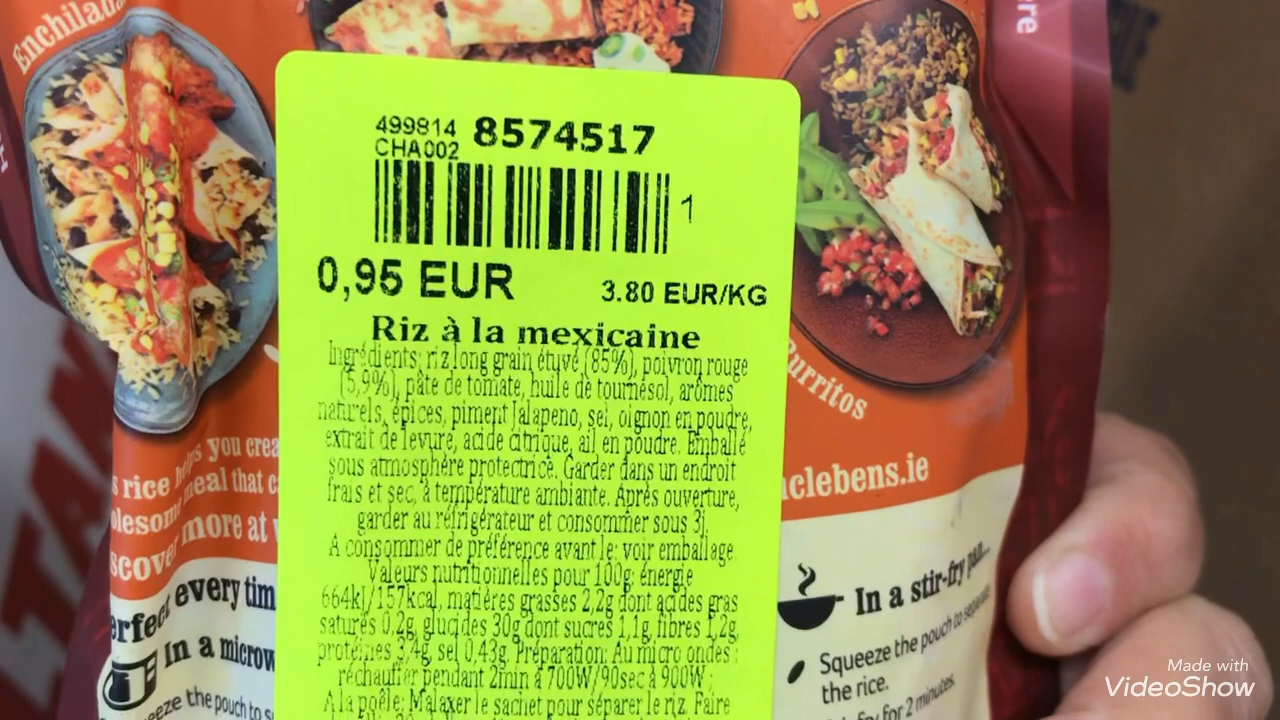 Enchilada
re
499814 8574517
CHA002
1
0,95 EUR 3.80 EUR/KG
Riz à la mexicaine
Ingrédients: riz long grain étuvé (85%), poivron rouge
(5,9%), pâte de tomate, huile de tournesol, arômes
naturels, épices, piment Jalapeno, sel, oignon en poudre,
extrait de levure, acide citrique, ail en poudre. Emballé
sous atmosphère protectrice. Garder dans un endroit
frais et sec, à température ambiante. Après ouverture,
garder au réfrigérateur et consommer sous 3j.
A consommer de préférence avant le: voir emballage.
Valeurs nutritionnelles pour 100g: énergie
664kJ/157kcal, matières grasses 2,2g dont acides gras
saturés 0,2g, glucides 30g dont sucres 1,1g, fibres 1,2g,
protéines 3,4g, sel 0,43g. Préparation: Au micro ondes :
réchauffer pendant 2min à 700W/90sec à 900W.
A la poêle: Malaxer le sachet pour séparer le riz. Faire
Burritos
s rice helps you crea
olesome meal that c
scover more at w
nclebens.ie
erfect every tim
In a microw
eeze the pouch to s
In a stir-fry pan...
Squeeze the pouch to separate
the rice.
fry for 2 minutes.
Made with
VideoShow